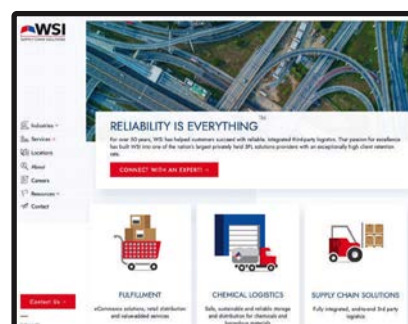 WSI
SUPPLY CHAIN SOLUTIONS
Industries
Services
Locations
About
Careers
Resources
Contact
Contact Us
RELIABILITY IS EVERYTHING™
For over 50 years, WSI has helped customers succeed with reliable, integrated third-party logistics. That passion for excellence
has built WSI into one of the nation's largest privately held 3PL solutions providers with an exceptionally high client retention
rate.
CONNECT WITH AN EXPERT!
FULFILLMENT
eCommerce solutions, retail distribution
and value-added services
CHEMICAL LOGISTICS
Safe, sustainable and reliable storage
and distribution for chemicals and
hazardous materials
SUPPLY CHAIN SOLUTIONS
Fully integrated, end-to-end 3rd party
logistics